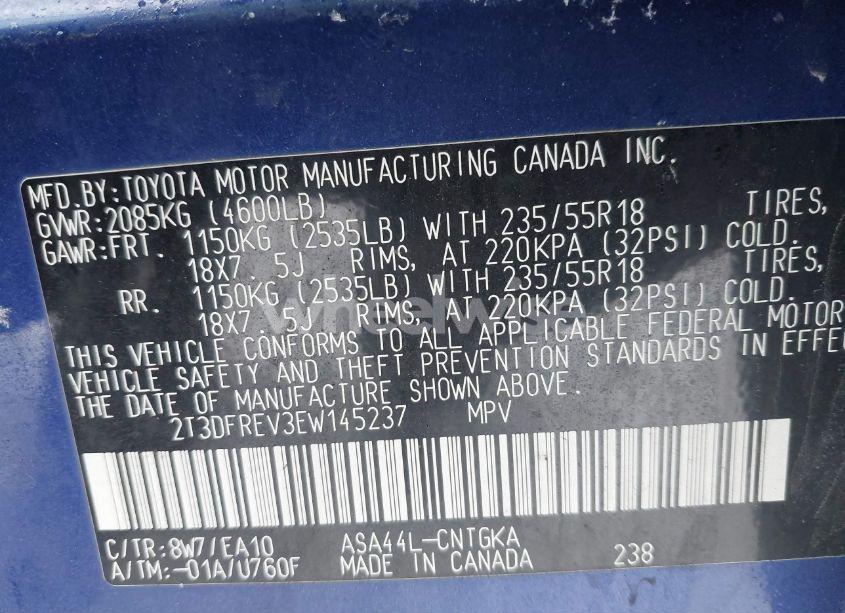 MFD.BY:TOYOTA MOTOR MANUFACTURING CANADA INC.
GVWR:2085KG (4600LB)
GAWR:FRT. 1150KG (2535LB) WITH 235/55R18 TIRES,
18X7.5J RIMS, AT 220KPA (32PSI) COLD.
RR. 1150KG (2535LB) WITH 235/55R18 TIRES,
18X7.5J RIMS, AT 220KPA (32PSI) COLD.
THIS VEHICLE CONFORMS TO ALL APPLICABLE FEDERAL MOTOR
VEHICLE SAFETY AND THEFT PREVENTION STANDARDS IN EFFE
THE DATE OF MANUFACTURE SHOWN ABOVE.
2T3DFREV3EW145237 MPV
C/TR:8W7/EA10 ASA44L-CNTGKA
A/TM:-01A/U760F MADE IN CANADA 238